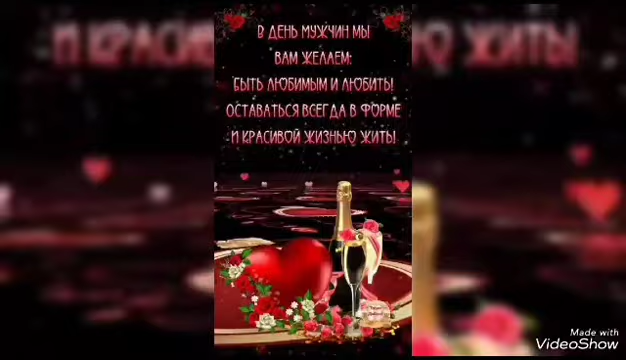 В ДЕНЬ МУЖЧИН МЫ
ВАМ ЖЕЛАЕМ:
БЫТЬ ЛЮБИМЫМ И ЛЮБИТЬ!
ОСТАВАТЬСЯ ВСЕГДА В ФОРМЕ
И КРАСИВОЙ ЖИЗНЬЮ ЖИТЬ!
Made with
VideoShow